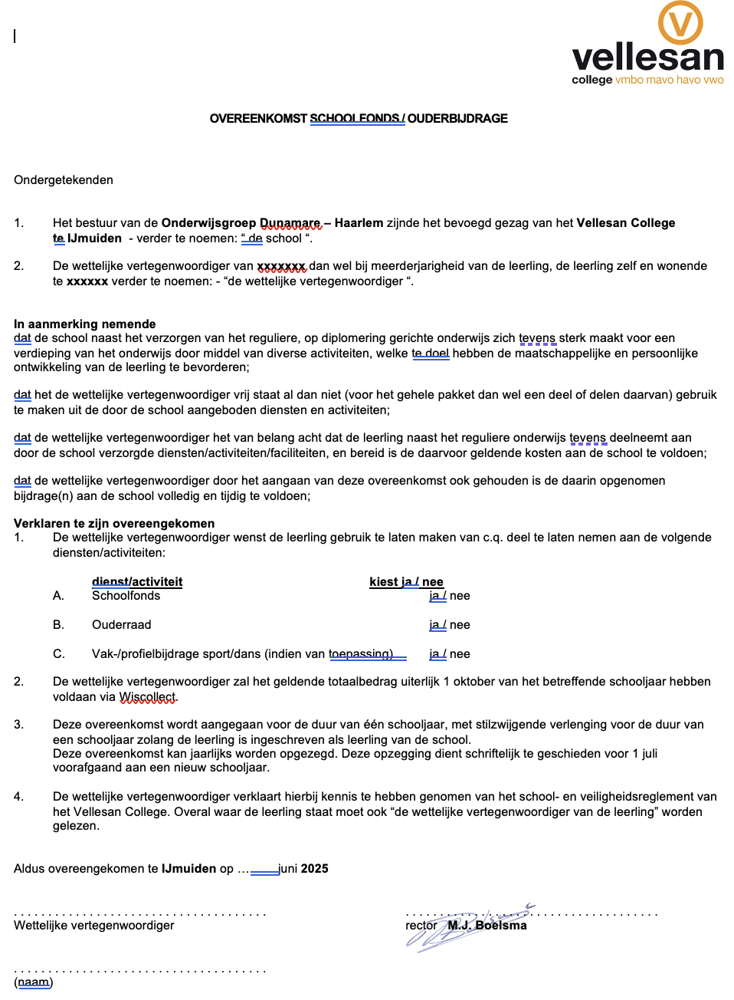 vellesan
college vmbo mavo havo vwo
OVEREENKOMST SCHOOLFONDS / OUDERBIJDRAGE
Ondergetekenden
1. Het bestuur van de Onderwijsgroep Dunamare – Haarlem zijnde het bevoegd gezag van het Vellesan College
te IJmuiden - verder te noemen: “ de school “.
2. De wettelijke vertegenwoordiger van xxxxxxx dan wel bij meerderjarigheid van de leerling, de leerling zelf en wonende
te xxxxxx verder te noemen: - “de wettelijke vertegenwoordiger “.
In aanmerking nemende
dat de school naast het verzorgen van het reguliere, op diplomering gerichte onderwijs zich tevens sterk maakt voor een
verdieping van het onderwijs door middel van diverse activiteiten, welke te doel hebben de maatschappelijke en persoonlijke
ontwikkeling van de leerling te bevorderen;
dat het de wettelijke vertegenwoordiger vrij staat al dan niet (voor het gehele pakket dan wel een deel of delen daarvan) gebruik
te maken uit de door de school aangeboden diensten en activiteiten;
dat de wettelijke vertegenwoordiger het van belang acht dat de leerling naast het reguliere onderwijs tevens deelneemt aan
door de school verzorgde diensten/activiteiten/faciliteiten, en bereid is de daarvoor geldende kosten aan de school te voldoen;
dat de wettelijke vertegenwoordiger door het aangaan van deze overeenkomst ook gehouden is de daarin opgenomen
bijdrage(n) aan de school volledig en tijdig te voldoen;
Verklaren te zijn overeengekomen
1. De wettelijke vertegenwoordiger wenst de leerling gebruik te laten maken van c.q. deel te laten nemen aan de volgende
diensten/activiteiten:
dienst/activiteit kiest ja / nee
A. Schoolfonds ja / nee
B. Ouderraad ja / nee
C. Vak-/profielbijdrage sport/dans (indien van toepassing) ja / nee
2. De wettelijke vertegenwoordiger zal het geldende totaalbedrag uiterlijk 1 oktober van het betreffende schooljaar hebben
voldaan via Wiscollect.
3. Deze overeenkomst wordt aangegaan voor de duur van één schooljaar, met stilzwijgende verlenging voor de duur van
een schooljaar zolang de leerling is ingeschreven als leerling van de school.
Deze overeenkomst kan jaarlijks worden opgezegd. Deze opzegging dient schriftelijk te geschieden voor 1 juli
voorafgaand aan een nieuw schooljaar.
4. De wettelijke vertegenwoordiger verklaart hierbij kennis te hebben genomen van het school- en veiligheidsreglement van
het Vellesan College. Overal waar de leerling staat moet ook “de wettelijke vertegenwoordiger van de leerling” worden
gelezen.
Aldus overeengekomen te IJmuiden op … juni 2025
. . . . . . . . . . . . . . . . . . . . . . . . . . . . . . . . . . . . . . . . . . . . . . . . . . . . . . . . . . . . . . . . . . . . . . . . . .
Wettelijke vertegenwoordiger rector M.J. Boelsma
. . . . . . . . . . . . . . . . . . . . . . . . . . . . . . . . . . . . .
(naam)